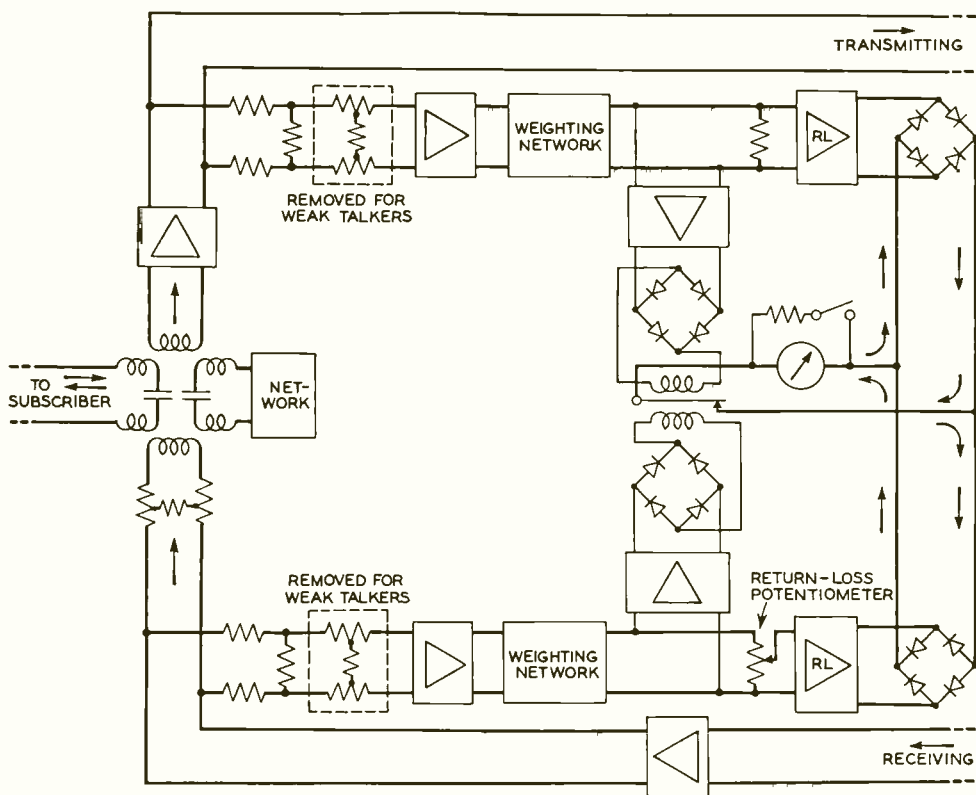 TRANSMITTING
WEIGHTING
NETWORK
RL
REMOVED FOR
WEAK TALKERS
TO
SUBSCRIBER
NET-
WORK
REMOVED FOR
WEAK TALKERS
RETURN-LOSS
POTENTIOMETER
WEIGHTING
NETWORK
RL
RECEIVING